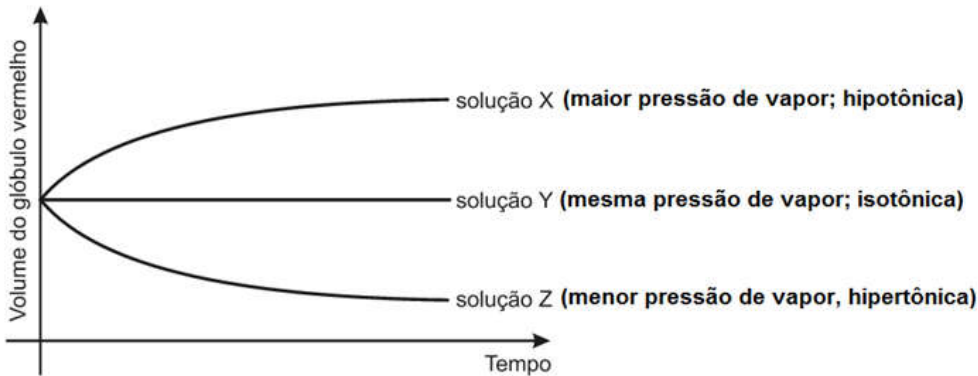 Volume do glóbulo vermelho
solução X (maior pressão de vapor; hipotônica)
solução Y (mesma pressão de vapor; isotônica)
solução Z (menor pressão de vapor, hipertônica)
Tempo